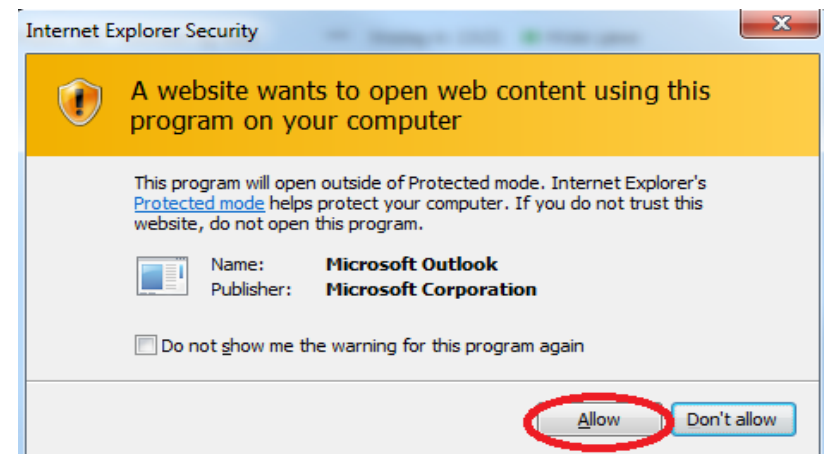 Internet Explorer Security
A website wants to open web content using this
program on your computer
This program will open outside of Protected mode. Internet Explorer's
Protected mode helps protect your computer. If you do not trust this
website, do not open this program.
Name: Microsoft Outlook
Publisher: Microsoft Corporation
Do not show me the warning for this program again
Allow Don't allow